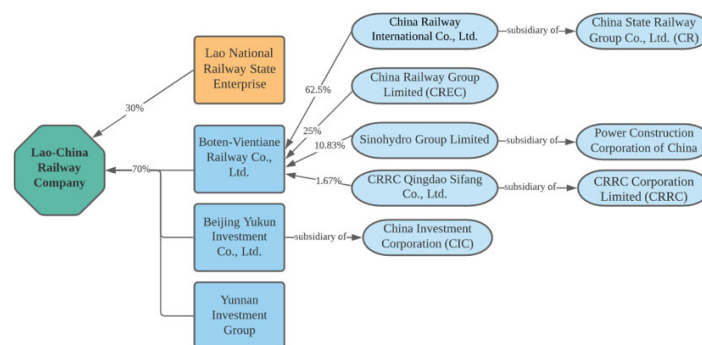 China Railway
International Co., Ltd.
subsidiary of
China State Railway
Group Co., Ltd. (CR)
Lao National
Railway State
Enterprise
China Railway Group
Limited (CREC)
62.5%
30%
25%
Lao-China
Railway
Company
70%
Boten-Vientiane
Railway Co.,
Ltd.
10.83%
Sinohydro Group Limited
subsidiary of
Power Construction
Corporation of China
1.67%
CRRC Qingdao Sifang
Co., Ltd.
subsidiary of
CRRC Corporation
Limited (CRRC)
Beijing Yukun
Investment
Co., Ltd.
subsidiary of
China Investment
Corporation (CIC)
Yunnan
Investment
Group